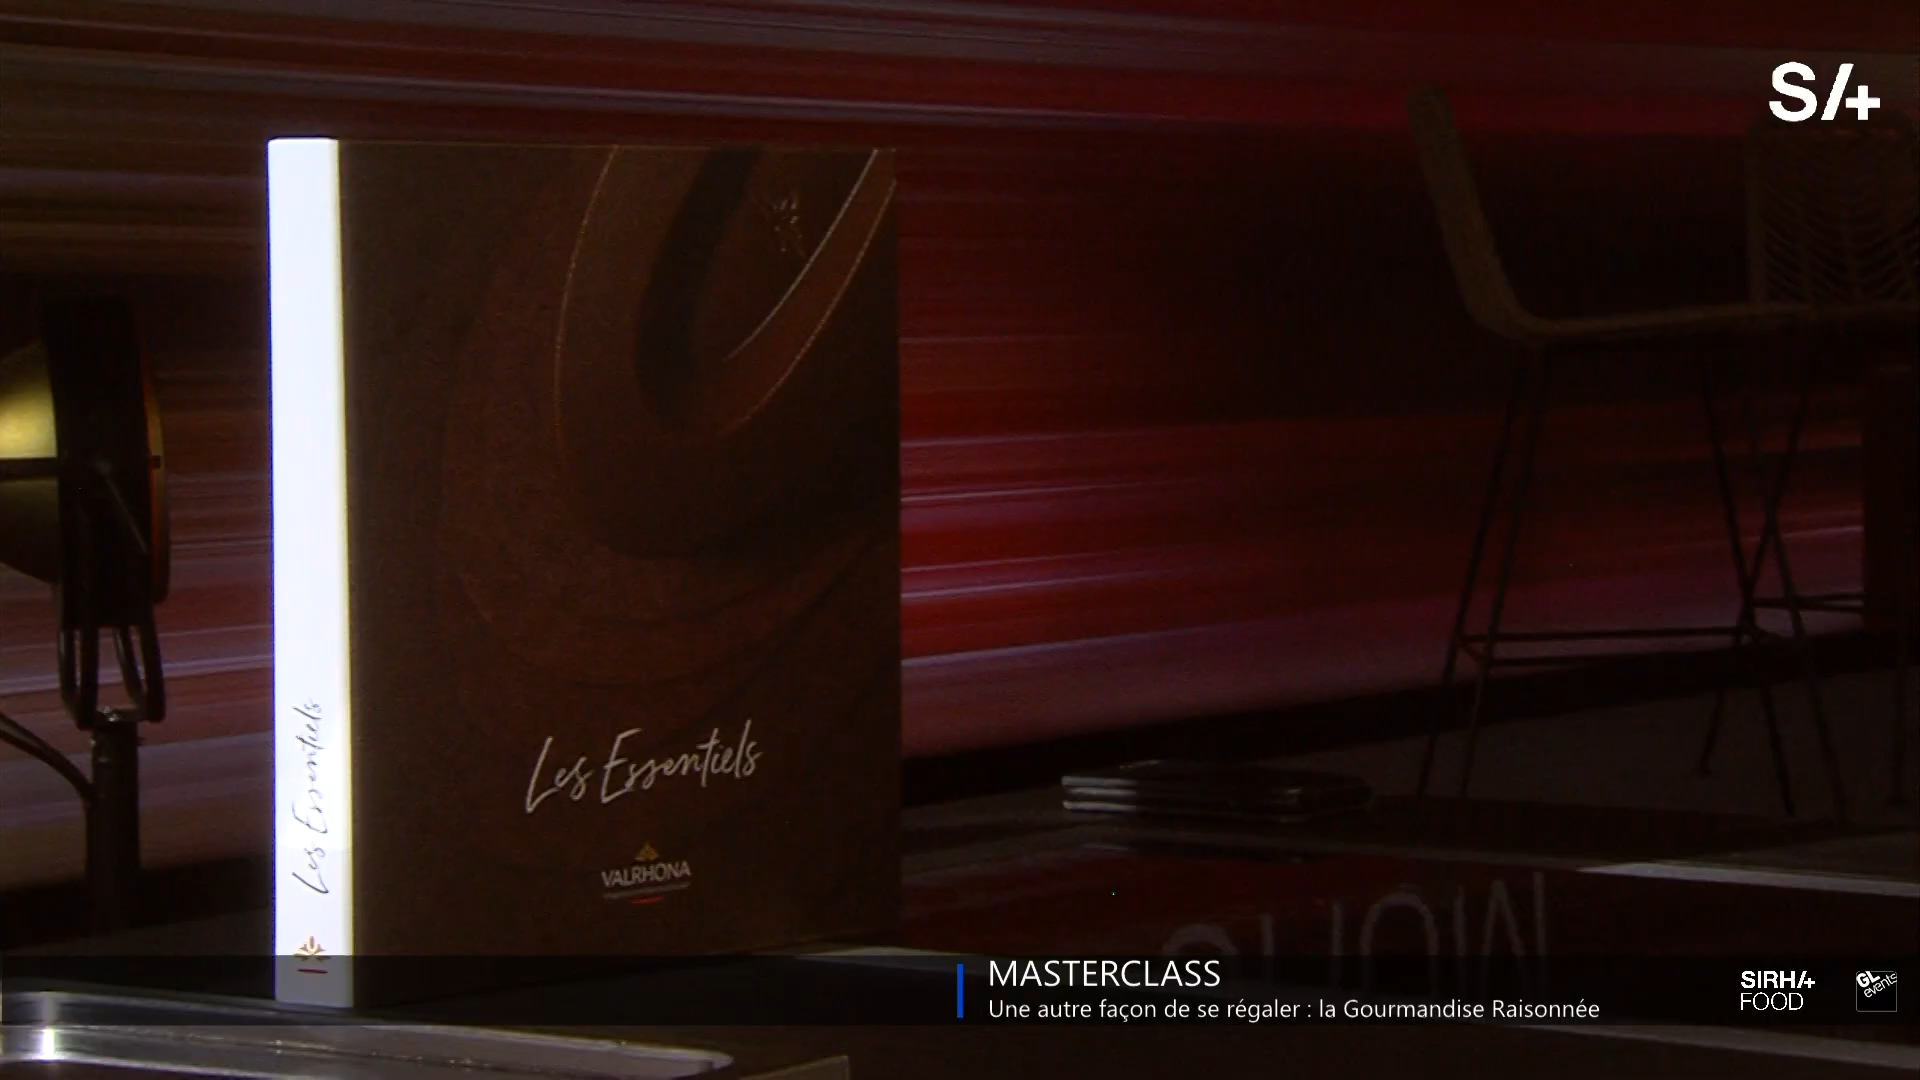 S/+
Les Essentiels
Les Essentiels
VALRHONA
MASTERCLASS
Une autre façon de se régaler : la Gourmandise Raisonnée
SIRH/+
FOOD
GL
events